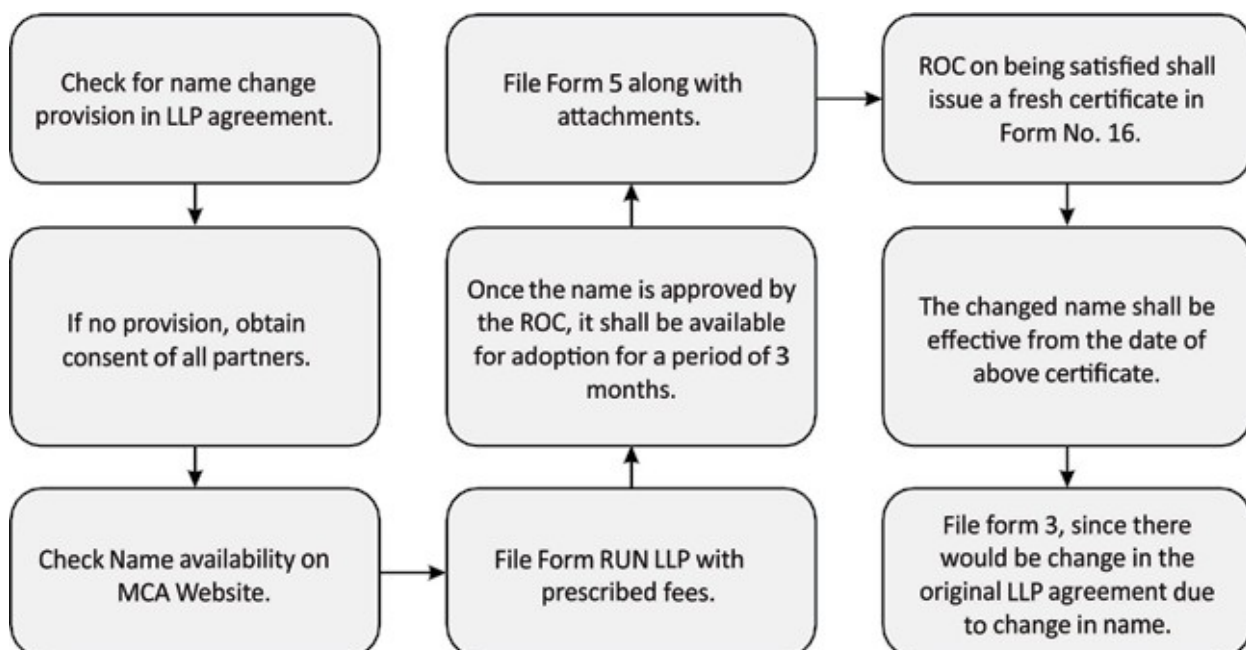 Check for name change
provision in LLP agreement.
If no provision, obtain
consent of all partners.
Check Name availability on
MCA Website.
File Form RUN LLP with
prescribed fees.
Once the name is approved by
the ROC, it shall be available
for adoption for a period of 3
months.
File Form 5 along with
attachments.
ROC on being satisfied shall
issue a fresh certificate in
Form No. 16.
The changed name shall be
effective from the date of
above certificate.
File form 3, since there
would be change in the
original LLP agreement due
to change in name.